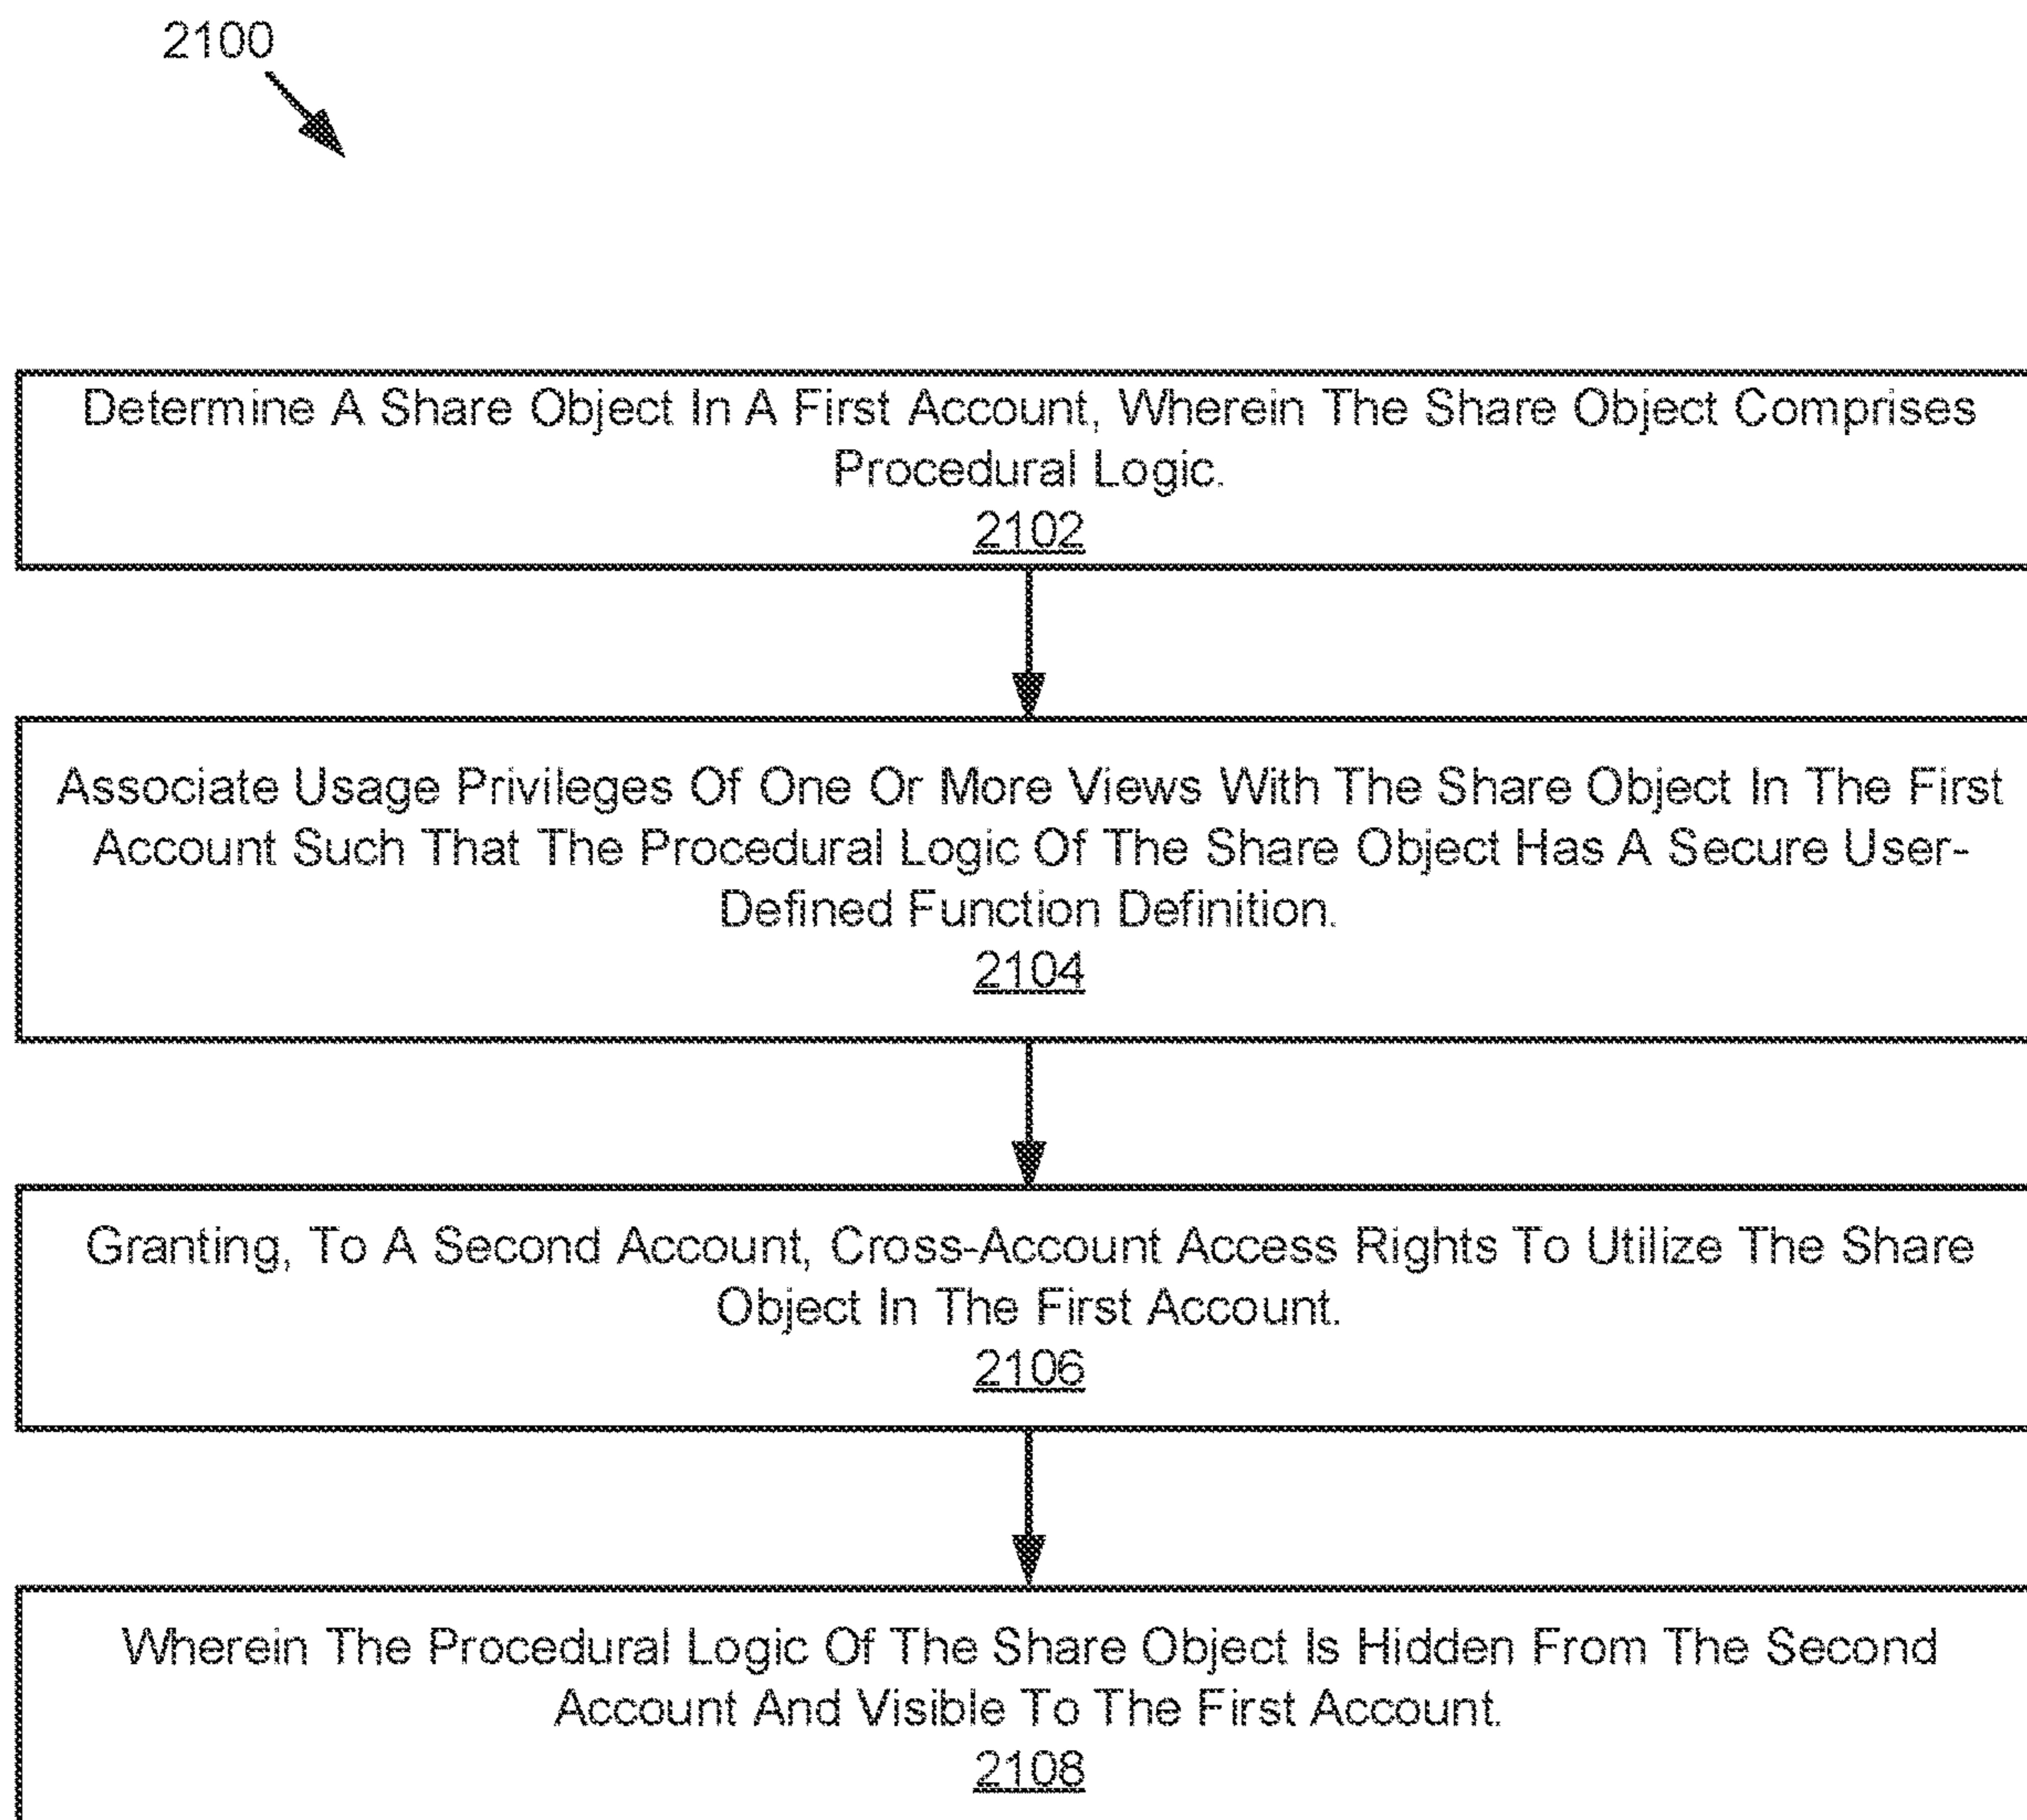 2100
Determine A Share Object In A First Account, Wherein The Share Object Comprises
Procedural Logic.
2102
Associate Usage Privileges Of One Or More Views With The Share Object In The First
Account Such That The Procedural Logic Of The Share Object Has A Secure User-
Defined Function Definition.
2104
Granting, To A Second Account, Cross-Account Access Rights To Utilize The Share
Object In The First Account.
2106
Wherein The Procedural Logic Of The Share Object Is Hidden From The Second
Account And Visible To The First Account.
2108